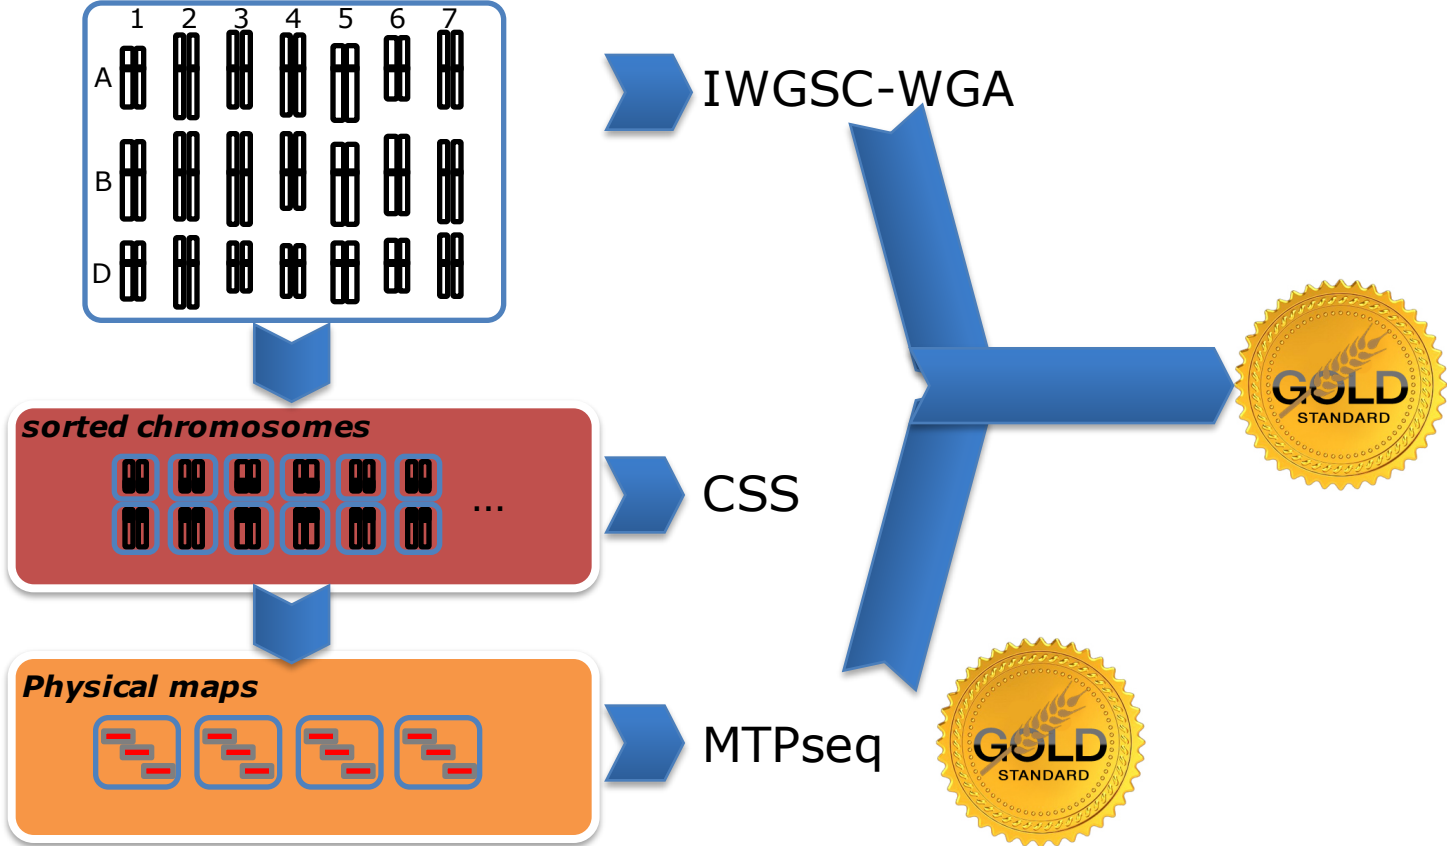 1 2 3 4 5 6 7
A
IWGSC-WGA
B
D
GOLD
STANDARD
sorted chromosomes
...
CSS
Physical maps
MTPseq
GOLD
STANDARD